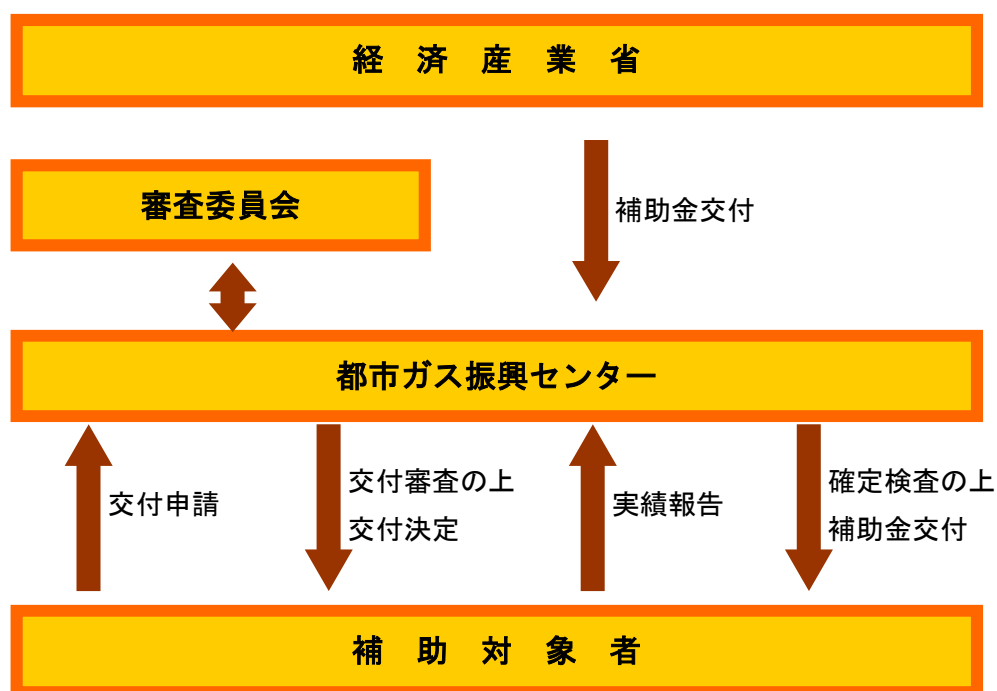 経済産業省
審査委員会
補助金交付
都市ガス振興センター
交付申請
交付審査の上
交付決定
実績報告
確定検査の上
補助金交付
補助対象者